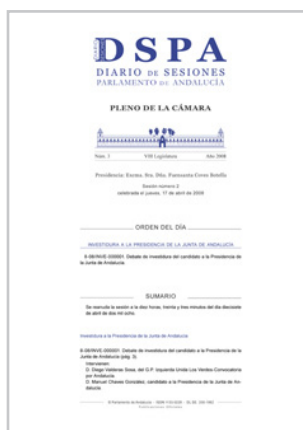 DIARIO
DSPA
DIARIO DE SESIONES
PARLAMENTO DE ANDALUCÍA
PLENO DE LA CÁMARA
Núm. 1 VIII Legislatura Año 2008
Presidencia: Excma. Sra. Dña. Fuensanta Coves Botella
Sesión número 2
celebrada el jueves, 17 de abril de 2008
ORDEN DEL DÍA
INVESTIDURA A LA PRESIDENCIA DE LA JUNTA DE ANDALUCÍA
8-08/INVE-000001. Debate de investidura del candidato a la Presidencia de
la Junta de Andalucía.
SUMARIO
Se reanuda la sesión a la diez horas, treinta y tres minutos del día diecisiete
de abril de dos mil ocho.
Investidura a la Presidencia de la Junta de Andalucía
8-08/INVE-000001. Debate de investidura del candidato a la Presidencia de
la Junta de Andalucía (pág. 3).
Intervienen:
D. Diego Valderas Sosa, del G.P. Izquierda Unida Los Verdes-Convocatoria
por Andalucía.
D. Manuel Chaves González, candidato a la Presidencia de la Junta de An-
dalucía.